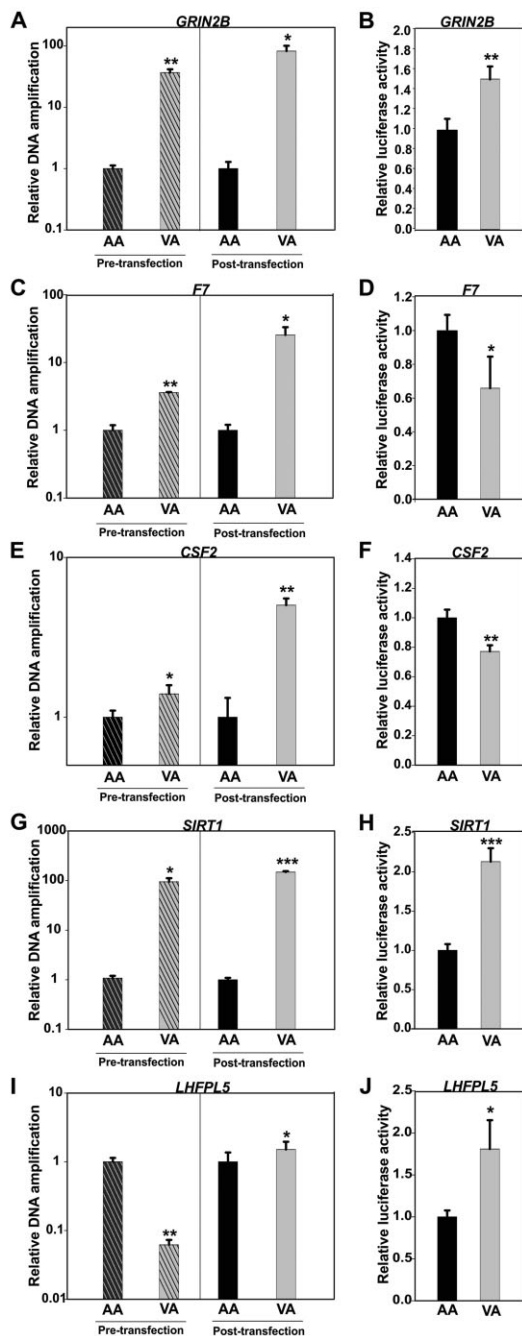 A
GRIN2B
Relative DNA amplification
100
10
1
0.1
**
*
AA VA AA VA
Pre-transfection Post-transfection
B
GRIN2B
Relative luciferase activity
2.0
1.8
1.6
1.4
1.2
1.0
0.8
0.6
0.4
0.2
0.0
**
AA VA
C
F7
Relative DNA amplification
100
10
1
0.1
**
*
AA VA AA VA
Pre-transfection Post-transfection
D
F7
Relative luciferase activity
1.2
1.0
0.8
0.6
0.4
0.2
0.0
*
AA VA
E
CSF2
Relative DNA amplification
10
1
*
**
AA VA AA VA
Pre-transfection Post-transfection
F
CSF2
Relative luciferase activity
1.4
1.2
1.0
0.8
0.6
0.4
0.2
0.0
**
AA VA
G
SIRT1
Relative DNA amplification
1000
100
10
1
0.1
*
***
AA VA AA VA
Pre-transfection Post-transfection
H
SIRT1
Relative luciferase activity
2.5
2.0
1.5
1.0
0.5
0.0
***
AA VA
I
LHFPL5
Relative DNA amplification
10
1
0.1
0.01
**
*
AA VA AA VA
Pre-transfection Post-transfection
J
LHFPL5
Relative luciferase activity
2.5
2.0
1.5
1.0
0.5
0.0
*
AA VA